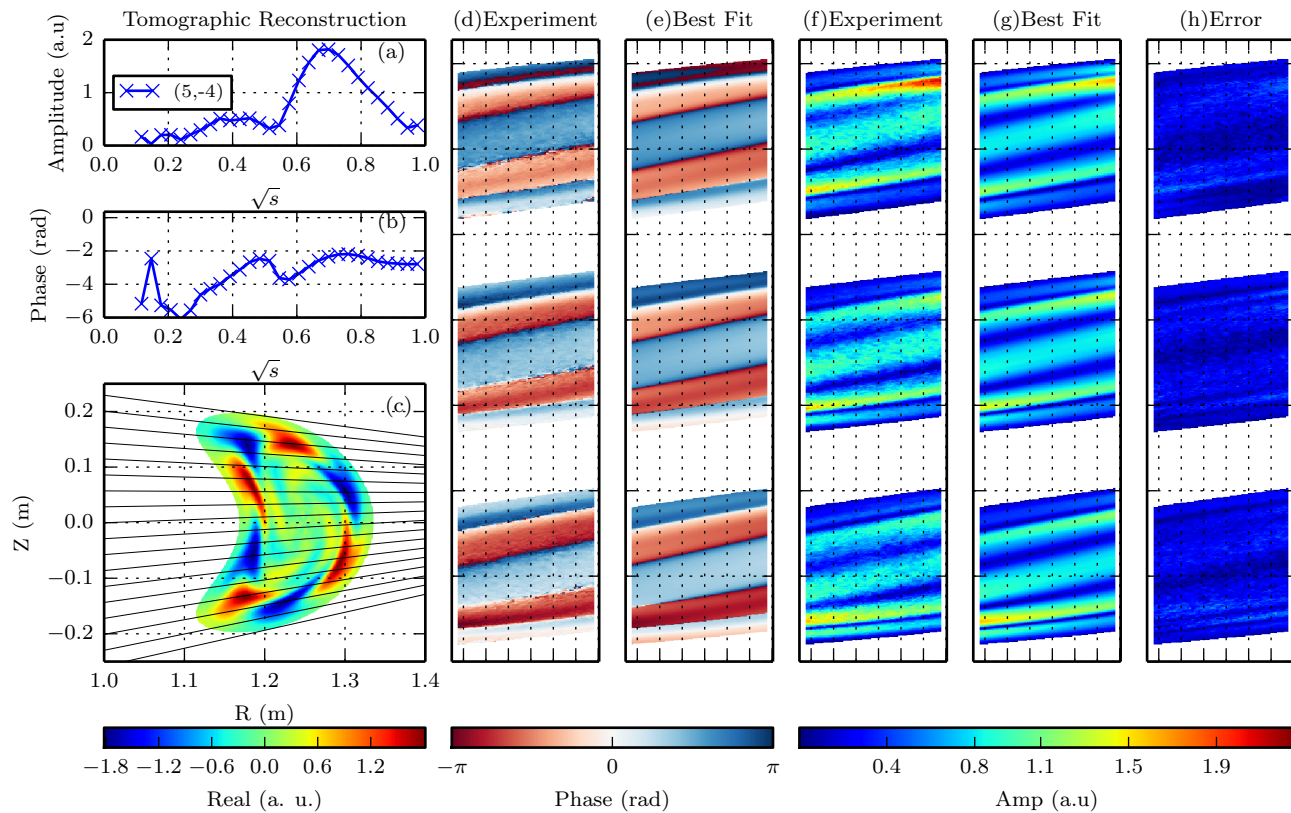 Tomographic Reconstruction
(d)Experiment
(e)Best Fit
(f)Experiment
(g)Best Fit
(h)Error
Amplitude (a.u)
2
1
0
(a)
(5,-4)
0.0 0.2 0.4 0.6 0.8 1.0
√s
Phase (rad)
0
−2
−4
−6
(b)
0.0 0.2 0.4 0.6 0.8 1.0
√s
Z (m)
0.2
0.1
0.0
−0.1
−0.2
(c)
1.0 1.1 1.2 1.3 1.4
R (m)
−1.8 −1.2 −0.6 0.0 0.6 1.2
Real (a. u.)
−π 0 π
Phase (rad)
0.4 0.8 1.1 1.5 1.9
Amp (a.u)